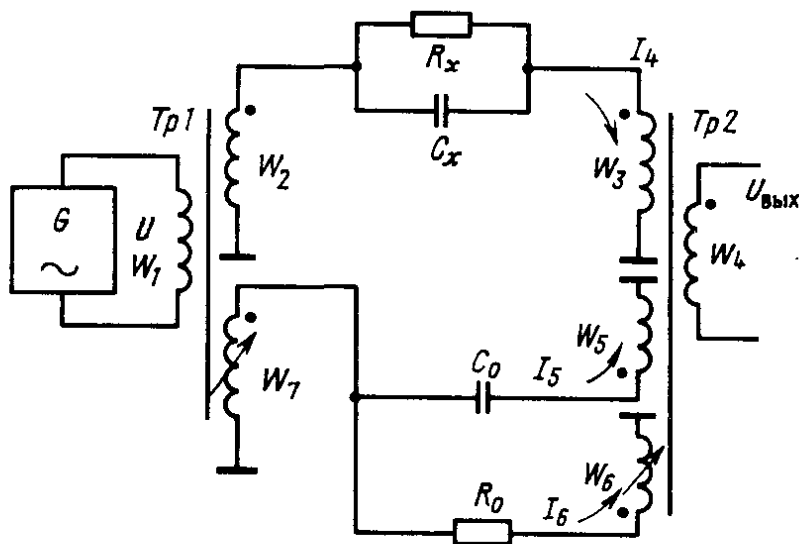 R_x
I_4
Tp1
C_x
Tp2
W_2
W_3
G
U
U_вых
~
W_1
W_4
W_5
C_0
I_5
W_7
W_6
R_0
I_6